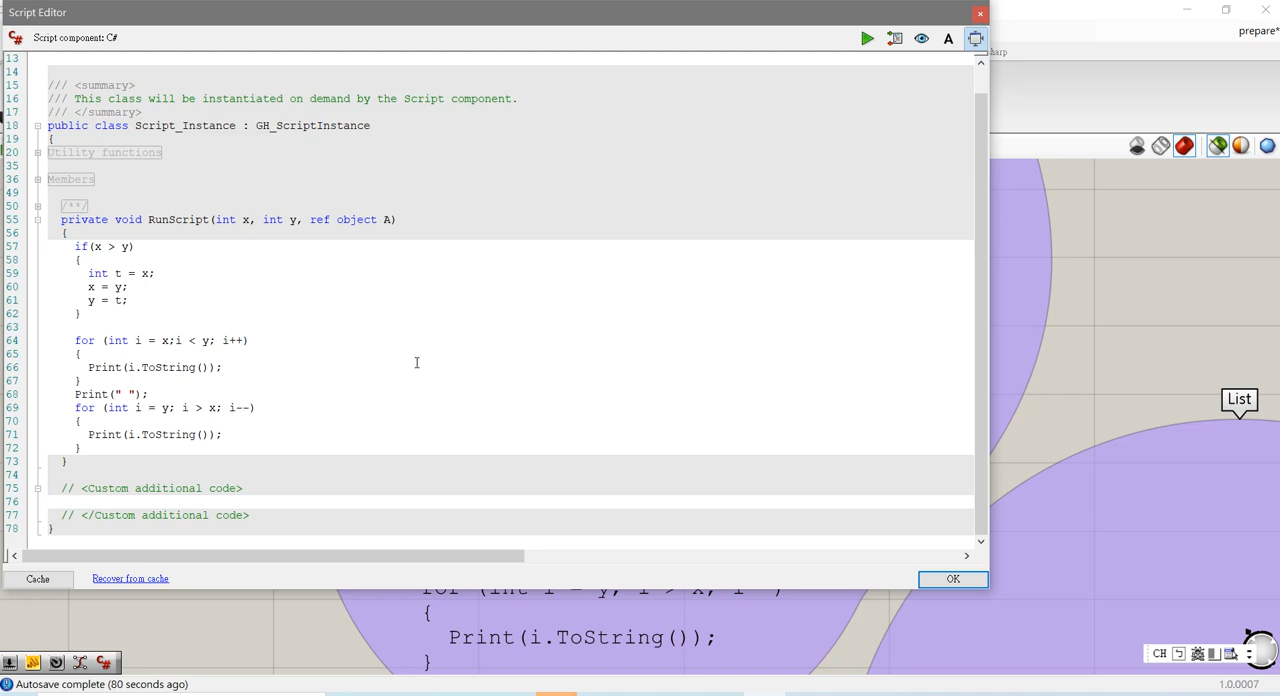 Script Editor
×
prepare*
C# Script component: C#
A
harp
13
14
15 /// <summary>
16 /// This class will be instantiated on demand by the Script component.
17 /// </summary>
18 public class Script_Instance : GH_ScriptInstance
19 {
20 Utility functions
35
36 Members
49
50 /**/
55 private void RunScript(int x, int y, ref object A)
56 {
57 if(x > y)
58 {
59 int t = x;
60 x = y;
61 y = t;
62 }
63
64 for (int i = x;i < y; i++)
65 {
66 Print(i.ToString());
67 }
68 Print(" ");
69 for (int i = y; i > x; i--)
70 {
71 Print(i.ToString());
72 }
73 }
74
75 // <Custom additional code>
76
77 // </Custom additional code>
78 }
List
Cache
Recover from cache
OK
for (int i = y; i > x; i--)
{
Print(i.ToString());
}
C#
CH
Autosave complete (80 seconds ago)
1.0.0007